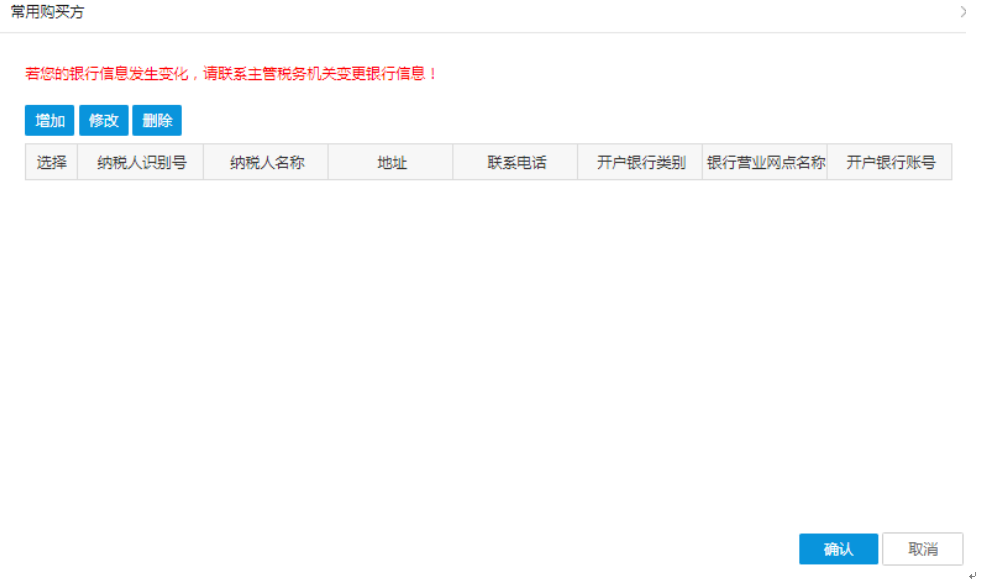 常用购买方
若您的银行信息发生变化，请联系主管税务机关变更银行信息！
增加 修改 删除
选择 纳税人识别号 纳税人名称 地址 联系电话 开户银行类别 银行营业网点名称 开户银行账号
确认 取消